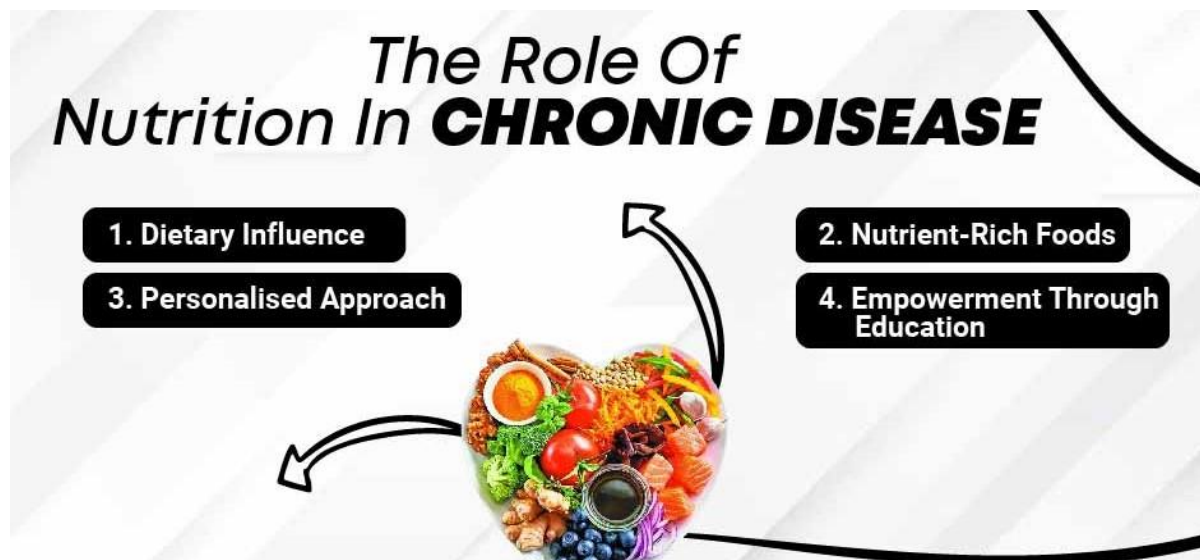 The Role Of
Nutrition In CHRONIC DISEASE
1. Dietary Influence
2. Nutrient-Rich Foods
3. Personalised Approach
4. Empowerment Through
Education